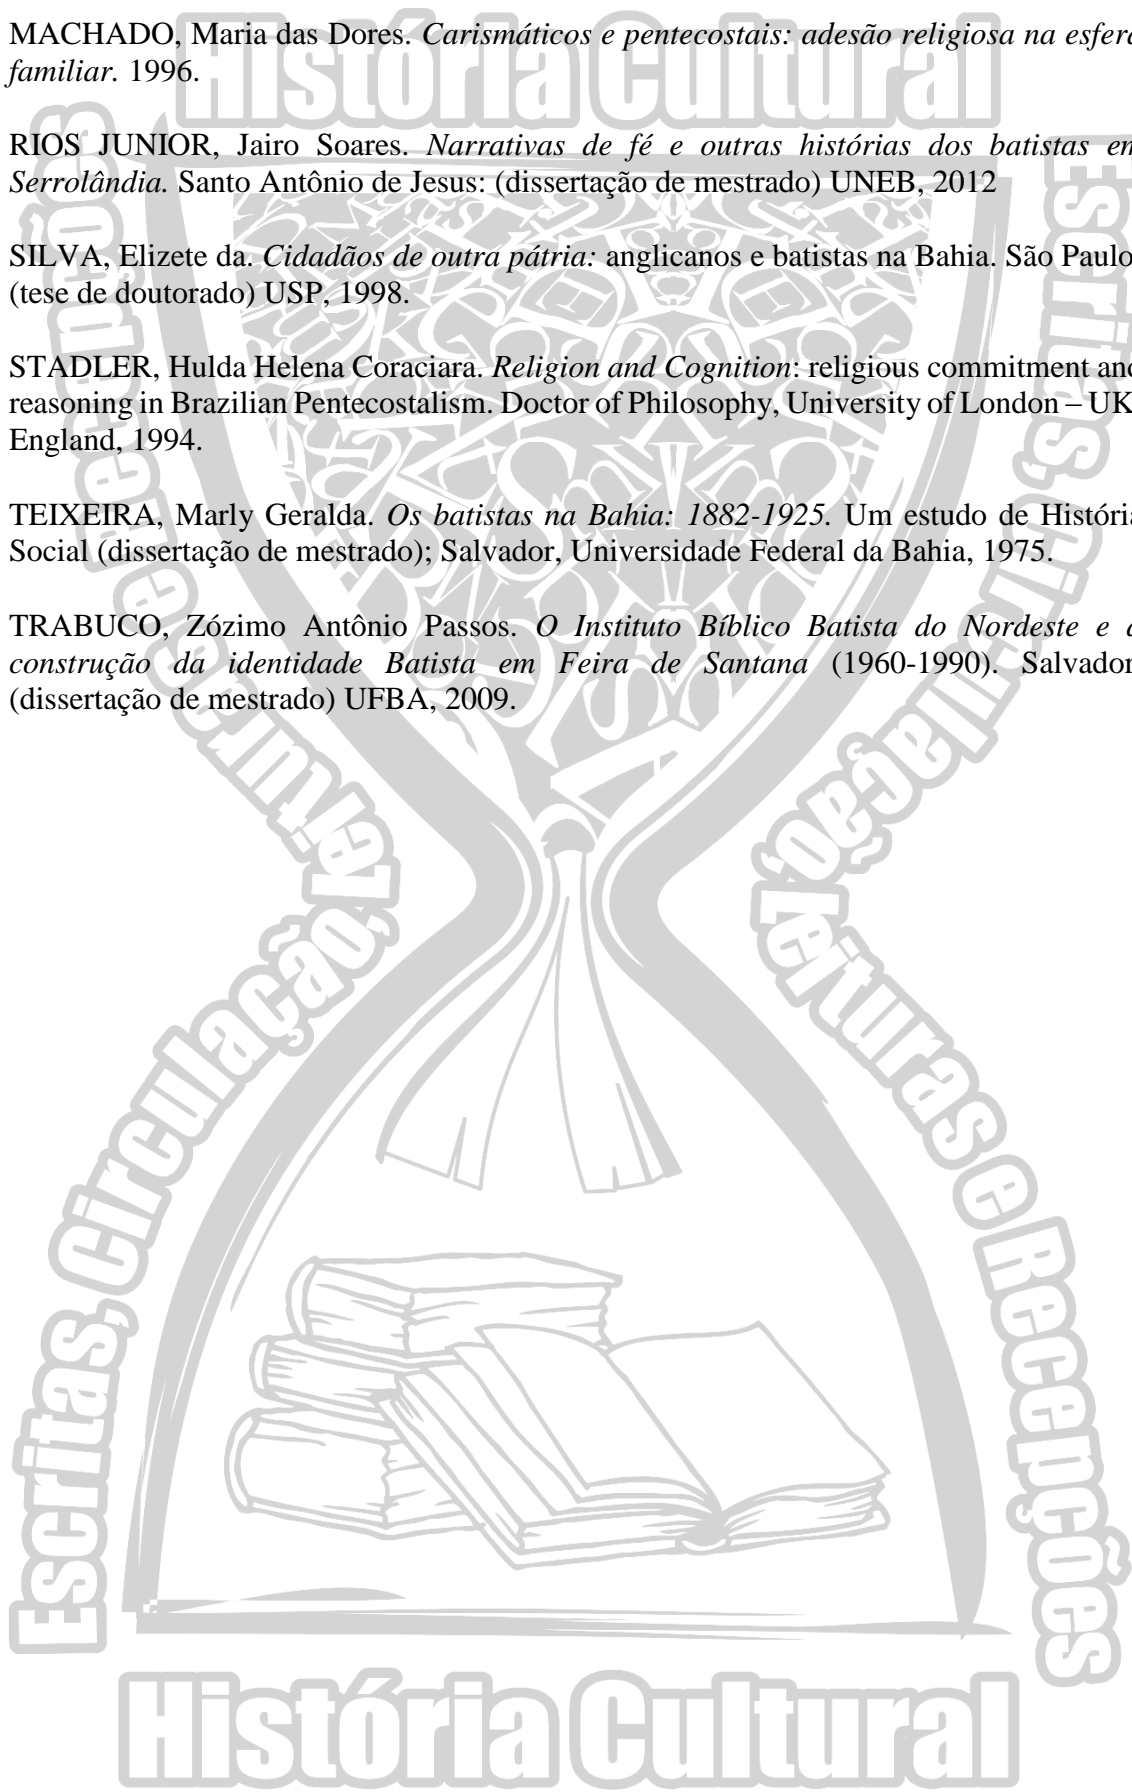 História Cultural
MACHADO, Maria das Dores. Carismáticos e pentecostais: adesão religiosa na esfera
familiar. 1996.
RIOS JUNIOR, Jairo Soares. Narrativas de fé e outras histórias dos batistas em
Serrolândia. Santo Antônio de Jesus: (dissertação de mestrado) UNEB, 2012
SILVA, Elizete da. Cidadãos de outra pátria: anglicanos e batistas na Bahia. São Paulo
(tese de doutorado) USP, 1998.
STADLER, Hulda Helena Coraciara. Religion and Cognition: religious commitment and
reasoning in Brazilian Pentecostalism. Doctor of Philosophy, University of London – UK
England, 1994.
TEIXEIRA, Marly Geralda. Os batistas na Bahia: 1882-1925. Um estudo de História
Social (dissertação de mestrado); Salvador, Universidade Federal da Bahia, 1975.
TRABUCO, Zózimo Antônio Passos. O Instituto Bíblico Batista do Nordeste e a
construção da identidade Batista em Feira de Santana (1960-1990). Salvador
(dissertação de mestrado) UFBA, 2009.
Escritas, Circulação, Leituras e Recepções
Escritas, Circulação, Leituras e Recepções
História Cultural